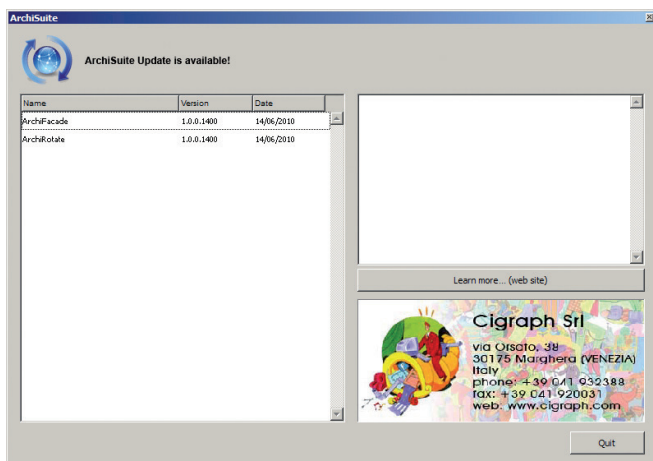 ArchiSuite
ArchiSuite Update is available!
Name Version Date
ArchiFacade 1.0.0.1400 14/06/2010
ArchiRotate 1.0.0.1400 14/06/2010
Learn more... (web site)
Cigraph Srl
via Orsato, 38
30175 Marghera (VENEZIA)
Italy
phone: +39 041 932388
fax: +39 041 920031
web: www.cigraph.com
Quit